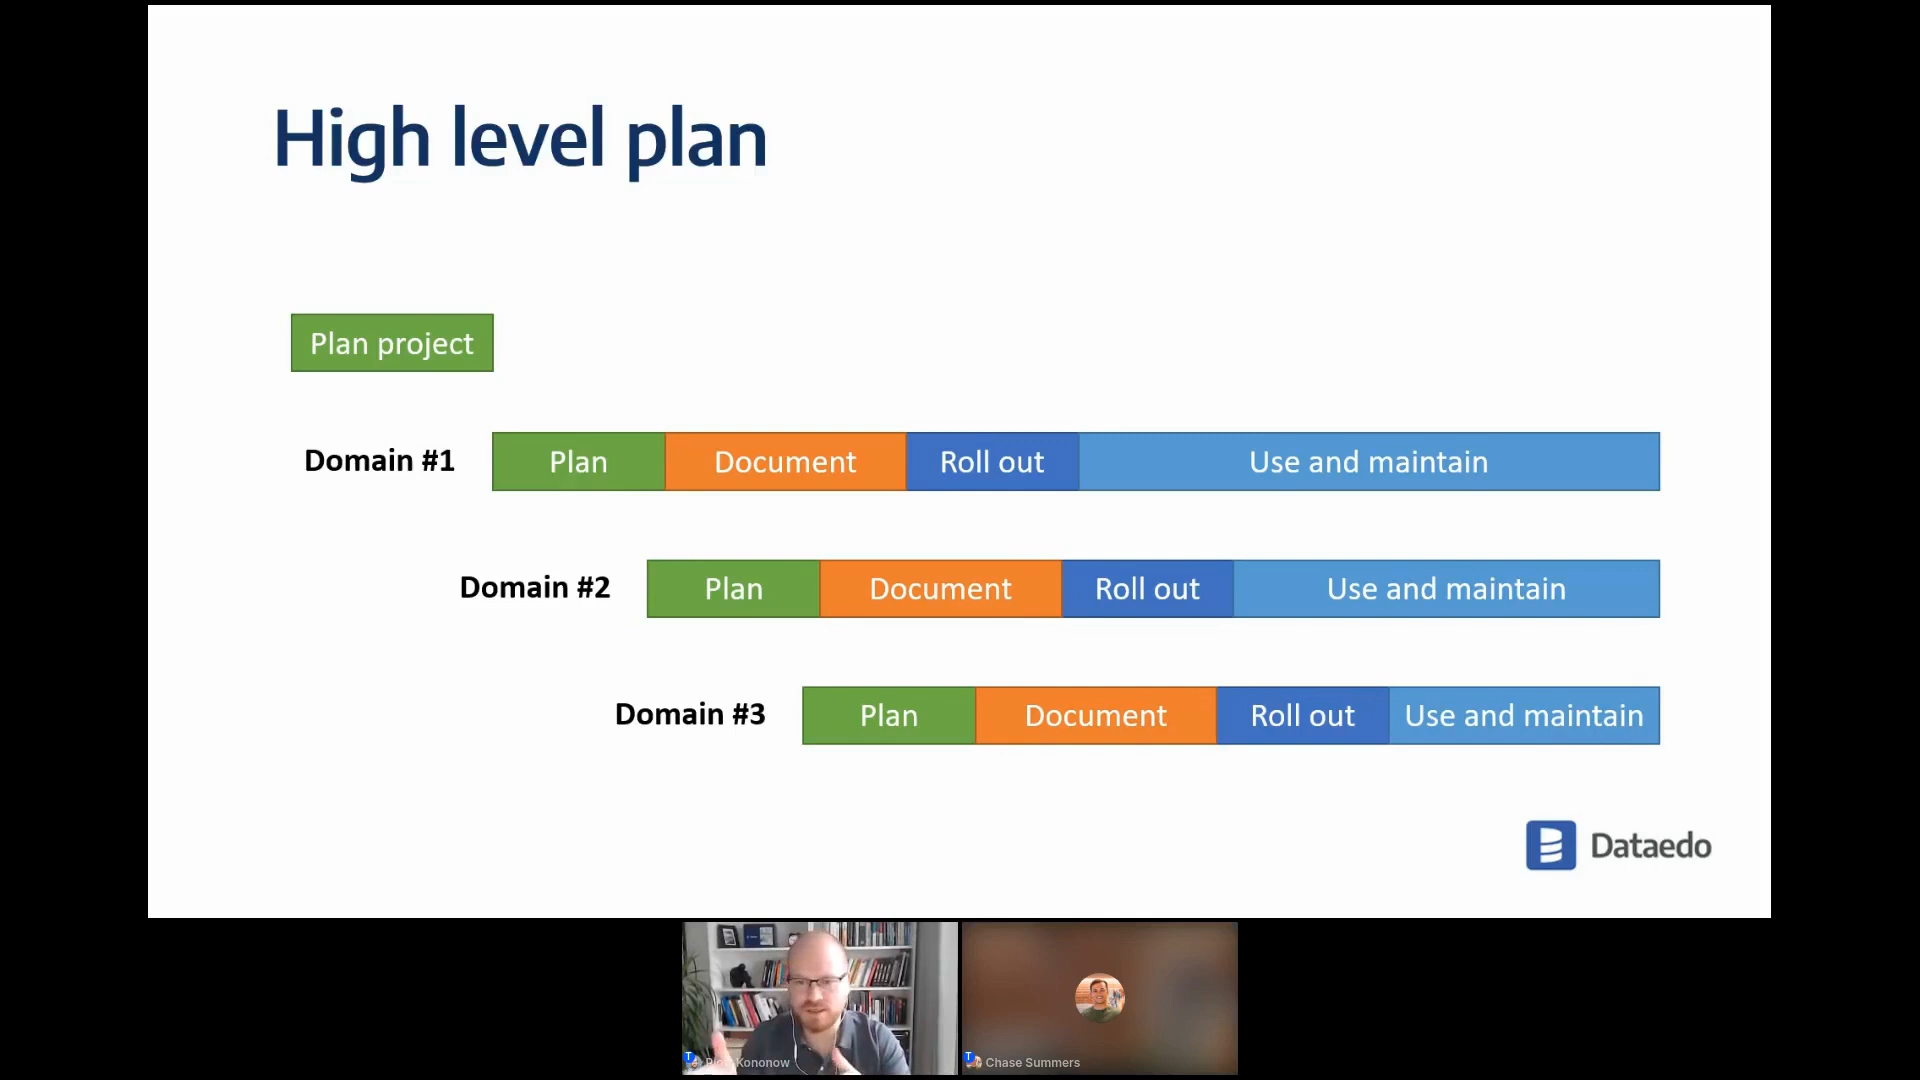 High level plan
Plan project
Domain #1 Plan Document Roll out Use and maintain
Domain #2 Plan Document Roll out Use and maintain
Domain #3 Plan Document Roll out Use and maintain
Dataedo
T Kononow
T Chase Summers